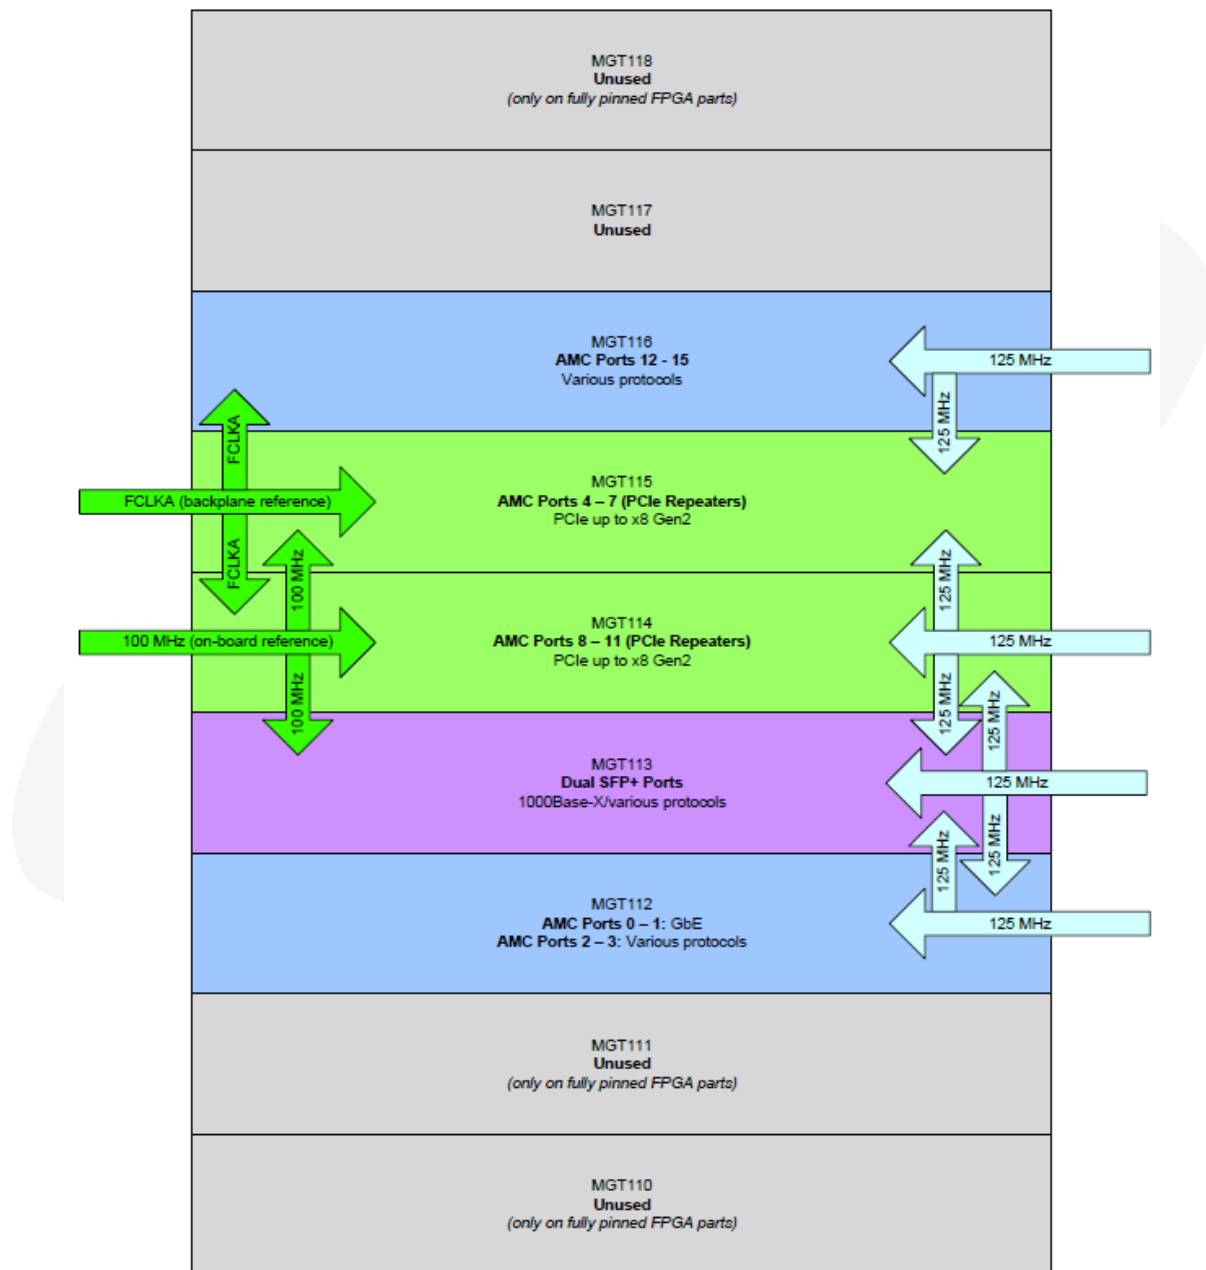 MGT118
Unused
(only on fully pinned FPGA parts)
MGT117
Unused
MGT116
AMC Ports 12 - 15
Various protocols
125 MHz
125 MHz
FCLKA
MGT115
AMC Ports 4 – 7 (PCIe Repeaters)
PCIe up to x8 Gen2
FCLKA (backplane reference)
FCLKA
100 MHz
125 MHz
MGT114
AMC Ports 8 – 11 (PCIe Repeaters)
PCIe up to x8 Gen2
100 MHz (on-board reference)
125 MHz
100 MHz
125 MHz
125 MHz
MGT113
Dual SFP+ Ports
1000Base-X/various protocols
125 MHz
125 MHz
125 MHz
MGT112
AMC Ports 0 – 1: GbE
AMC Ports 2 – 3: Various protocols
125 MHz
MGT111
Unused
(only on fully pinned FPGA parts)
MGT110
Unused
(only on fully pinned FPGA parts)